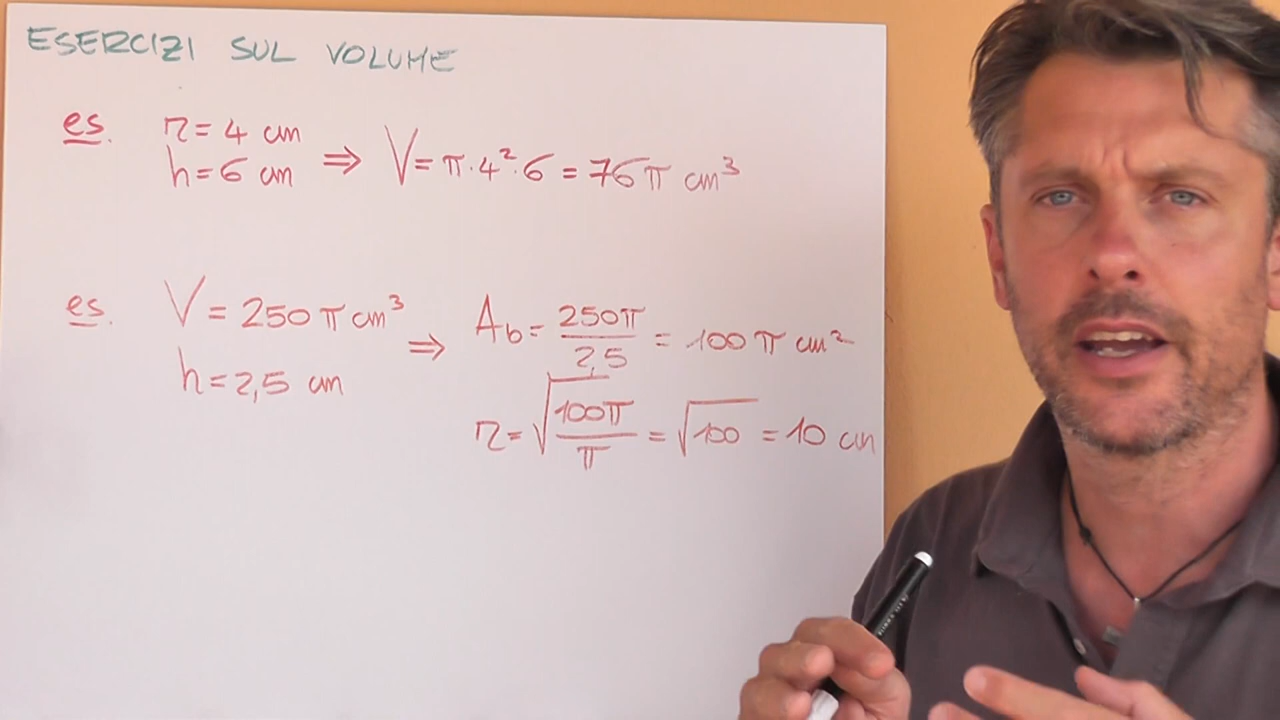 ESERCIZI SUL VOLUME
es. r = 4 cm
h = 6 cm ⇒ V = π·4²·6 = 76π cm³
es. V = 250 π cm³
h = 2,5 cm
⇒ Ab = 250π / 2,5 = 100 π cm²
r = √(100π / π) = √100 = 10 cm